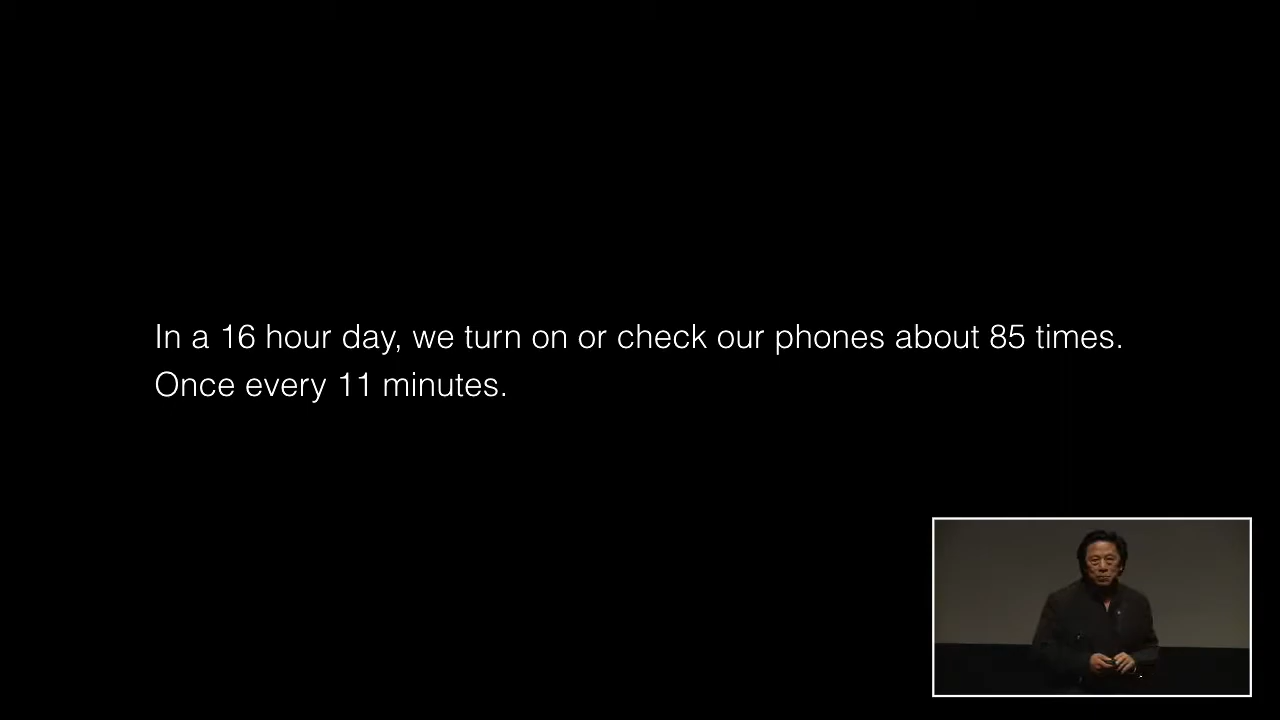 In a 16 hour day, we turn on or check our phones about 85 times.
Once every 11 minutes.